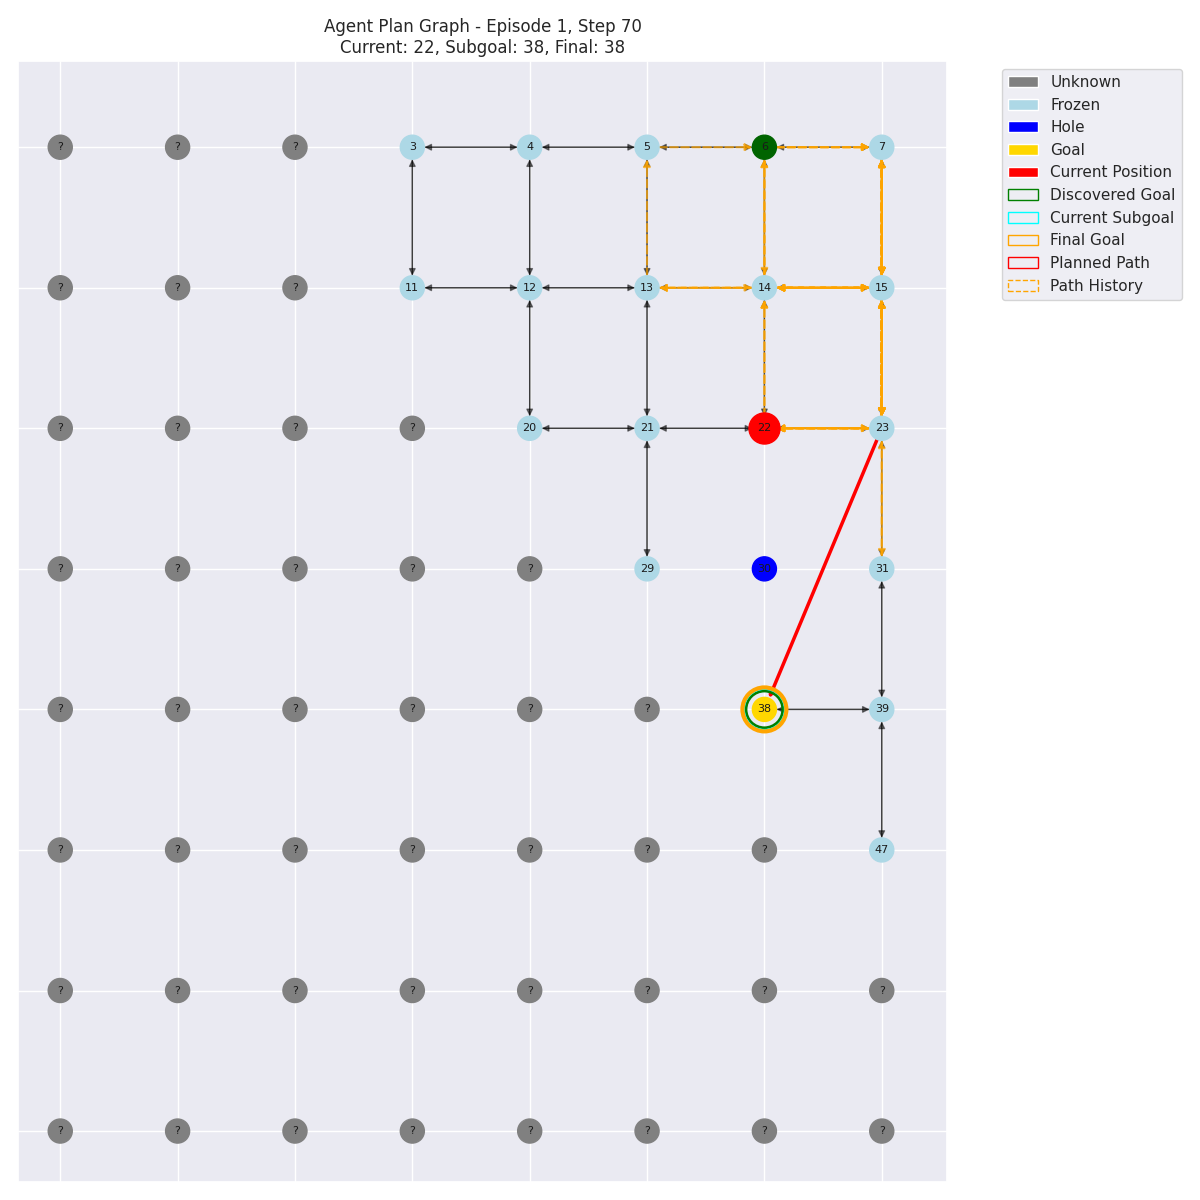 Agent Plan Graph - Episode 1, Step 70
Current: 22, Subgoal: 38, Final: 38
Unknown
Frozen
Hole
Goal
Current Position
Discovered Goal
Current Subgoal
Final Goal
Planned Path
Path History
? ? ? 3 4 5 6 7
? ? ? 11 12 13 14 15
? ? ? ? 20 21 22 23
? ? ? ? ? 29 30 31
? ? ? ? ? ? 38 39
? ? ? ? ? ? ? 47
? ? ? ? ? ? ? ?
? ? ? ? ? ? ? ?